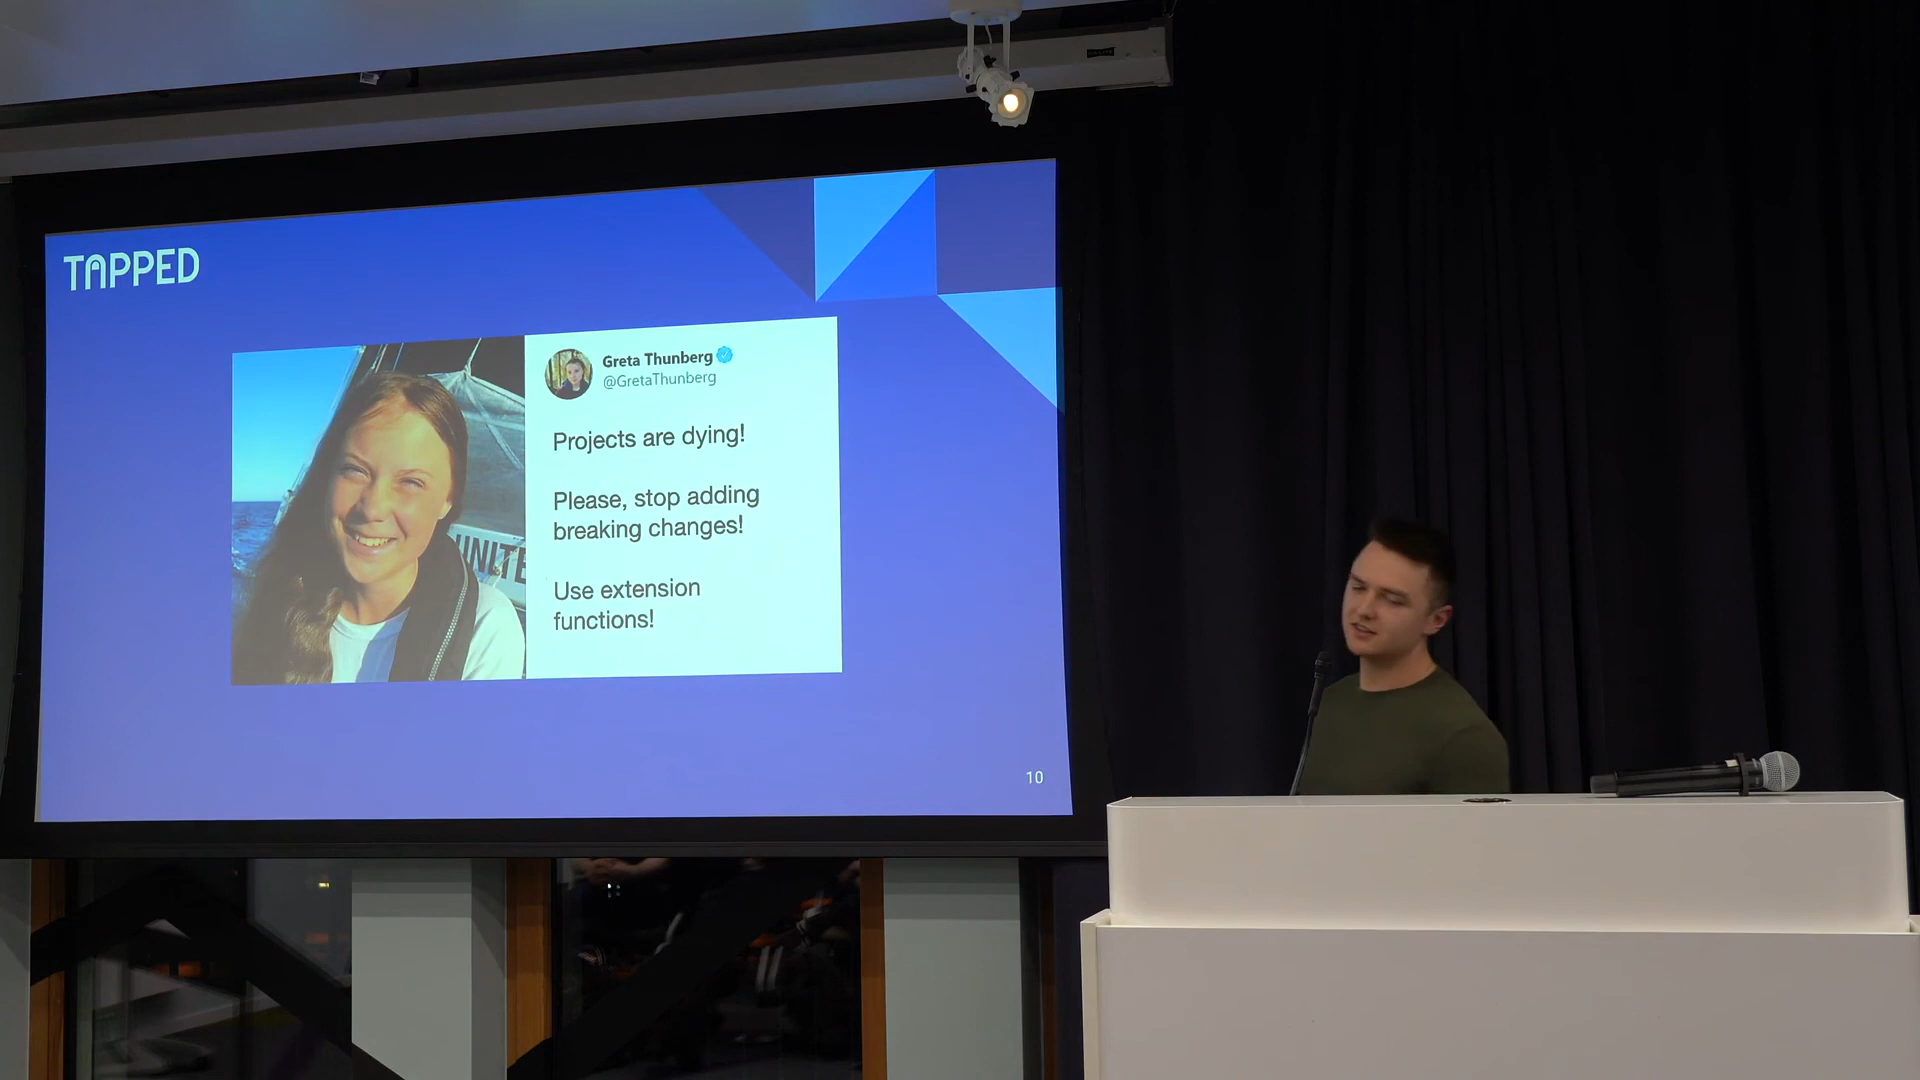 TAPPED
Greta Thunberg
@GretaThunberg
Projects are dying!
Please, stop adding
breaking changes!
Use extension
functions!
UNITE
10